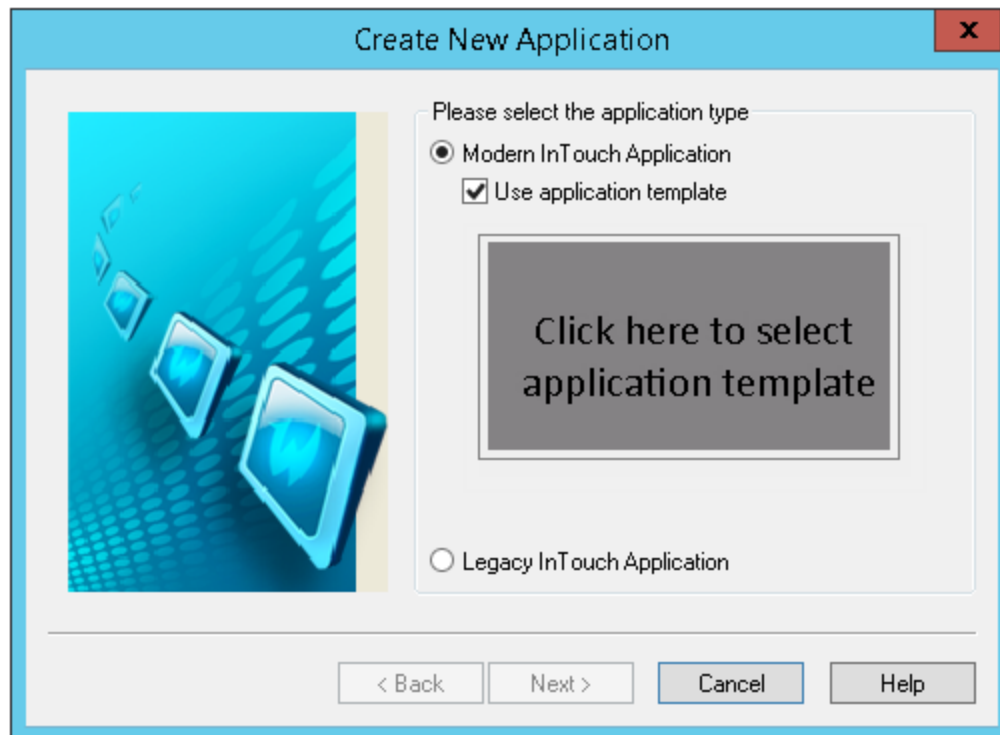 Create New Application
x
Please select the application type
Modern InTouch Application
Use application template
Click here to select
application template
Legacy InTouch Application
< Back
Next >
Cancel
Help